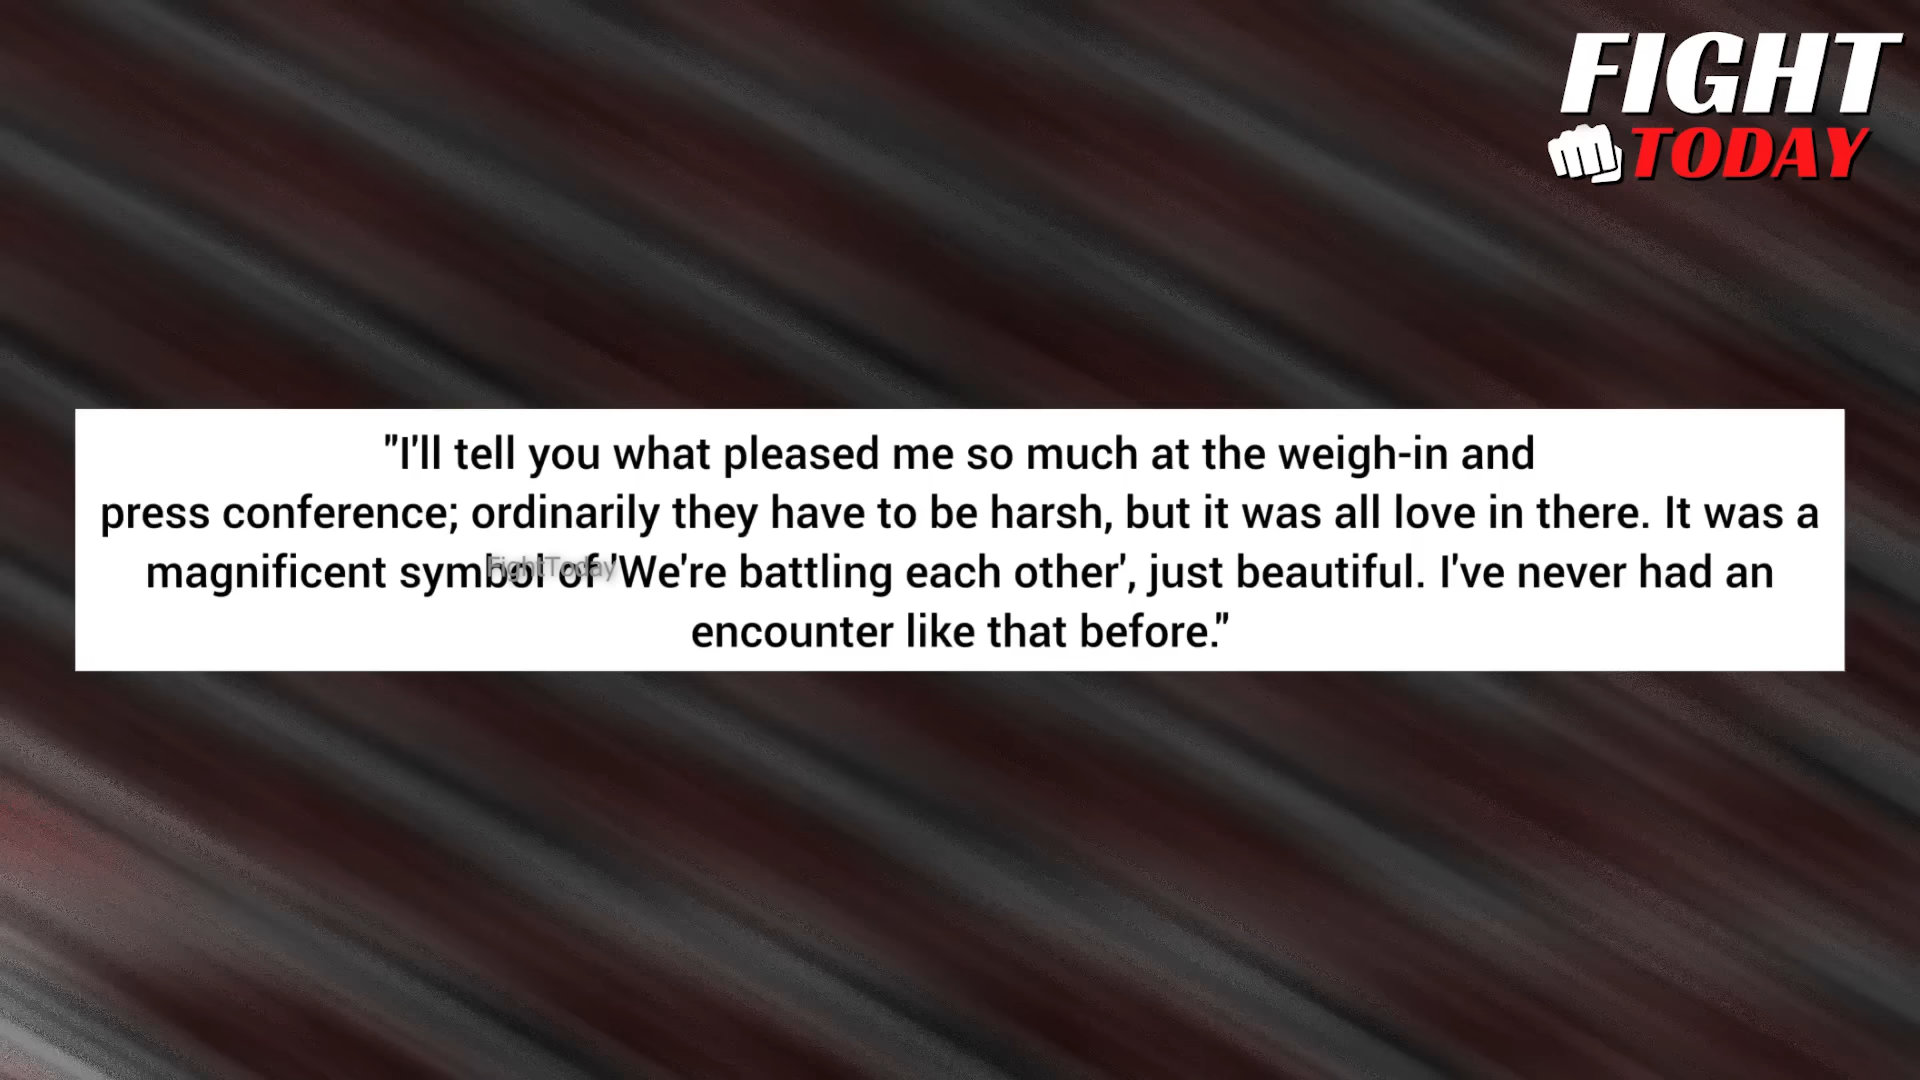 FIGHT
TODAY
"I'll tell you what pleased me so much at the weigh-in and
press conference; ordinarily they have to be harsh, but it was all love in there. It was a
magnificent symbol of 'We're battling each other', just beautiful. I've never had an
encounter like that before."
FightToday